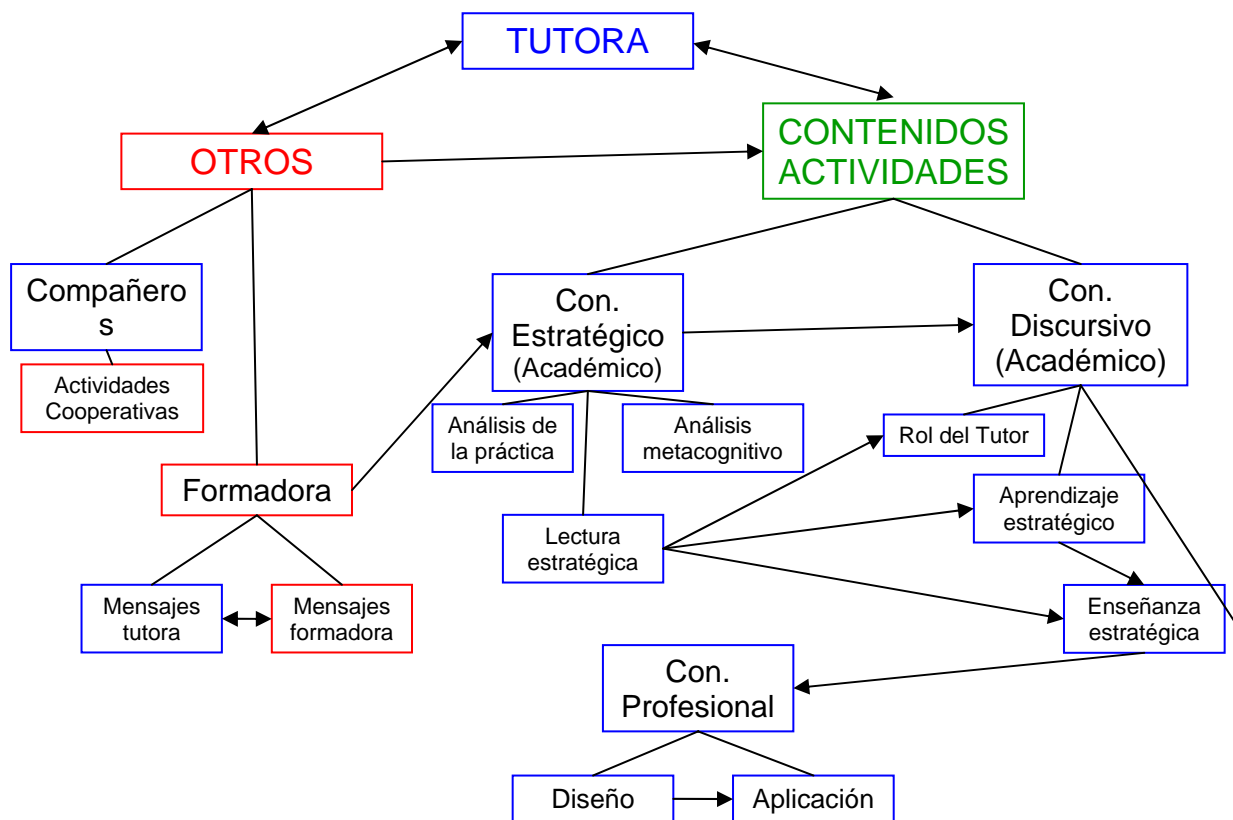 TUTORA
OTROS
CONTENIDOS
ACTIVIDADES
Compañero
s
Actividades
Cooperativas
Con.
Estratégico
(Académico)
Con.
Discursivo
(Académico)
Análisis de
la práctica
Análisis
metacognitivo
Rol del Tutor
Formadora
Lectura
estratégica
Aprendizaje
estratégico
Mensajes
tutora
Mensajes
formadora
Enseñanza
estratégica
Con.
Profesional
Diseño
Aplicación